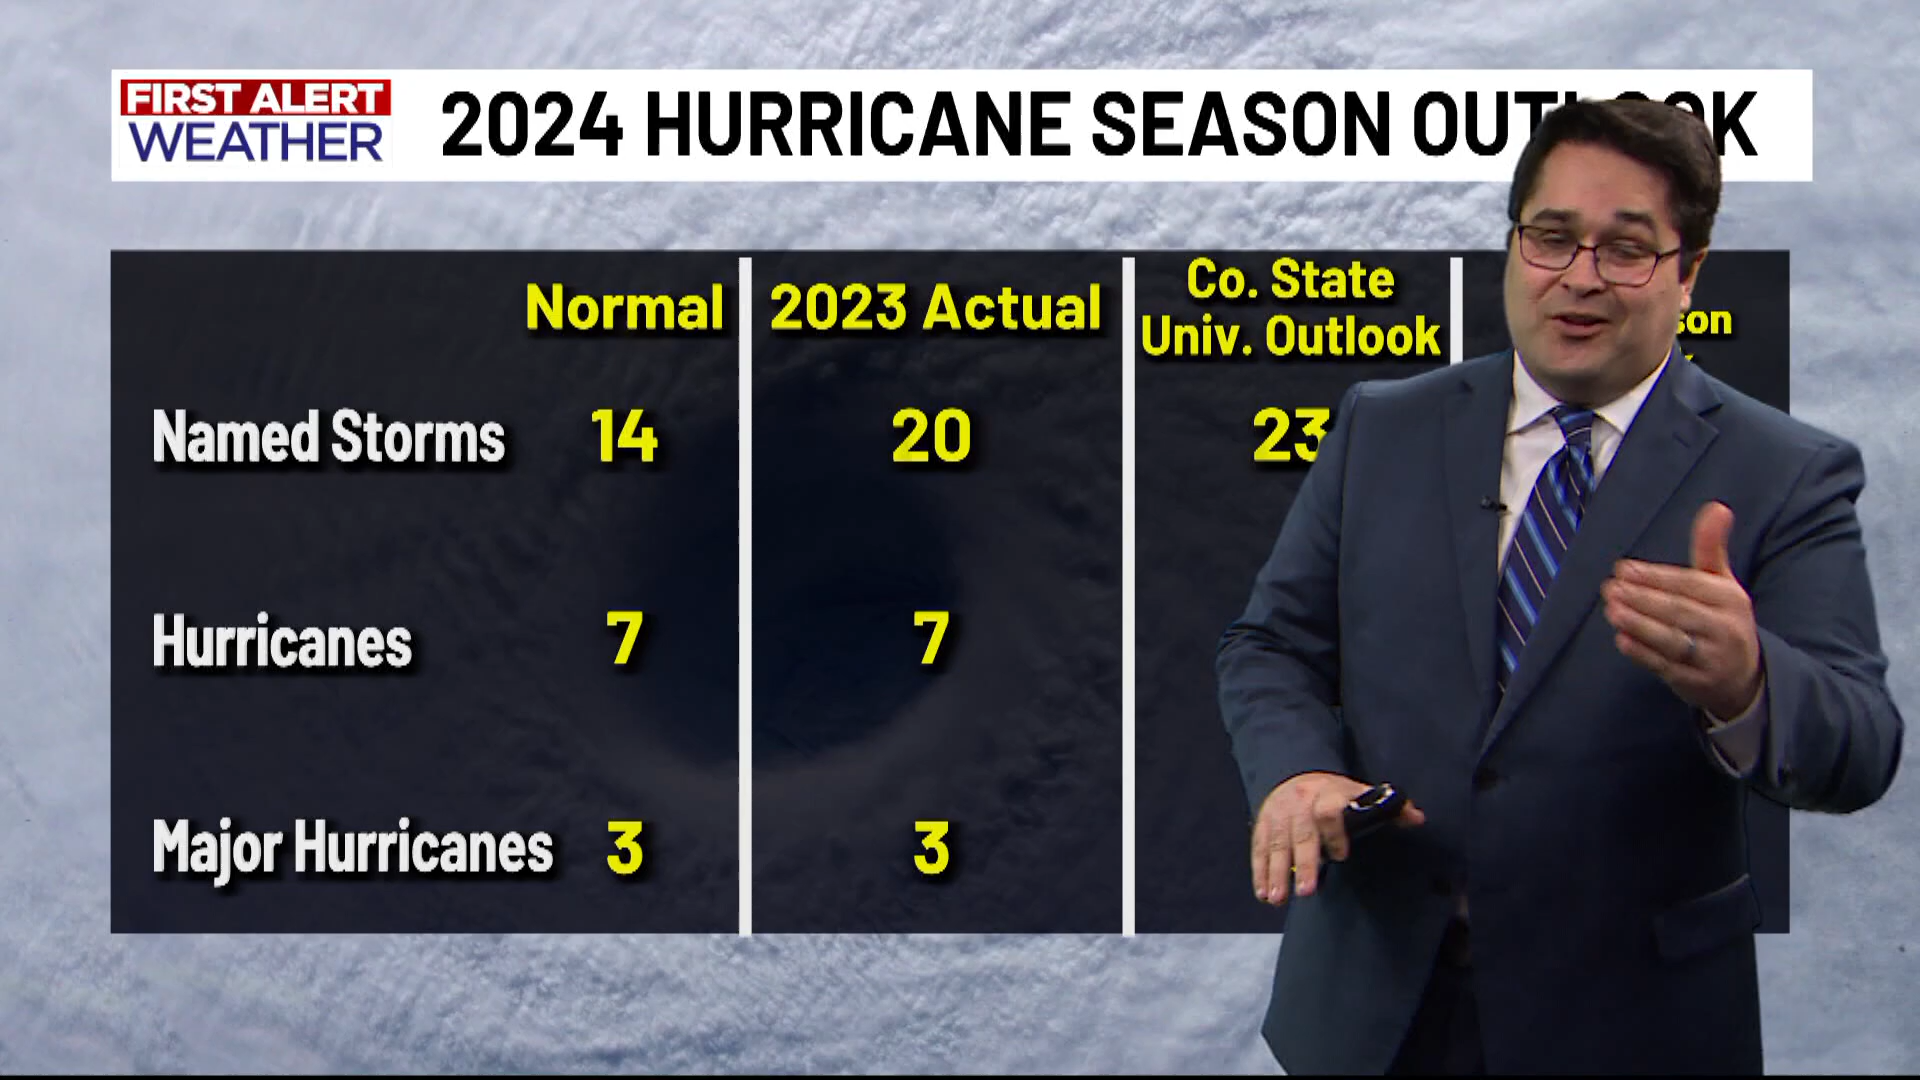 FIRST ALERT
WEATHER
2024 HURRICANE SEASON
Normal
2023 Actual
Co. State
Univ. Outlook
Named Storms 14 20 23
Hurricanes 7 7
Major Hurricanes 3 3